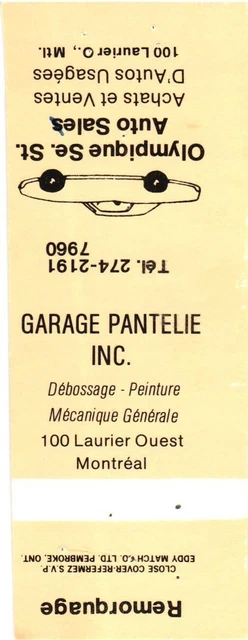 100 Laurier O., Mtl.
D'Autos Usagées
Achats et Ventes
Auto Sales
Olympique Se. St.
Tél. 274-2191
7960
GARAGE PANTELIE
INC.
Débossage - Peinture
Mécanique Générale
100 Laurier Ouest
Montréal
CLOSE COVER-REFERMEZ S.V.P.
EDDY MATCH CO. LTD. PEMBROKE, ONT.
Remorquage